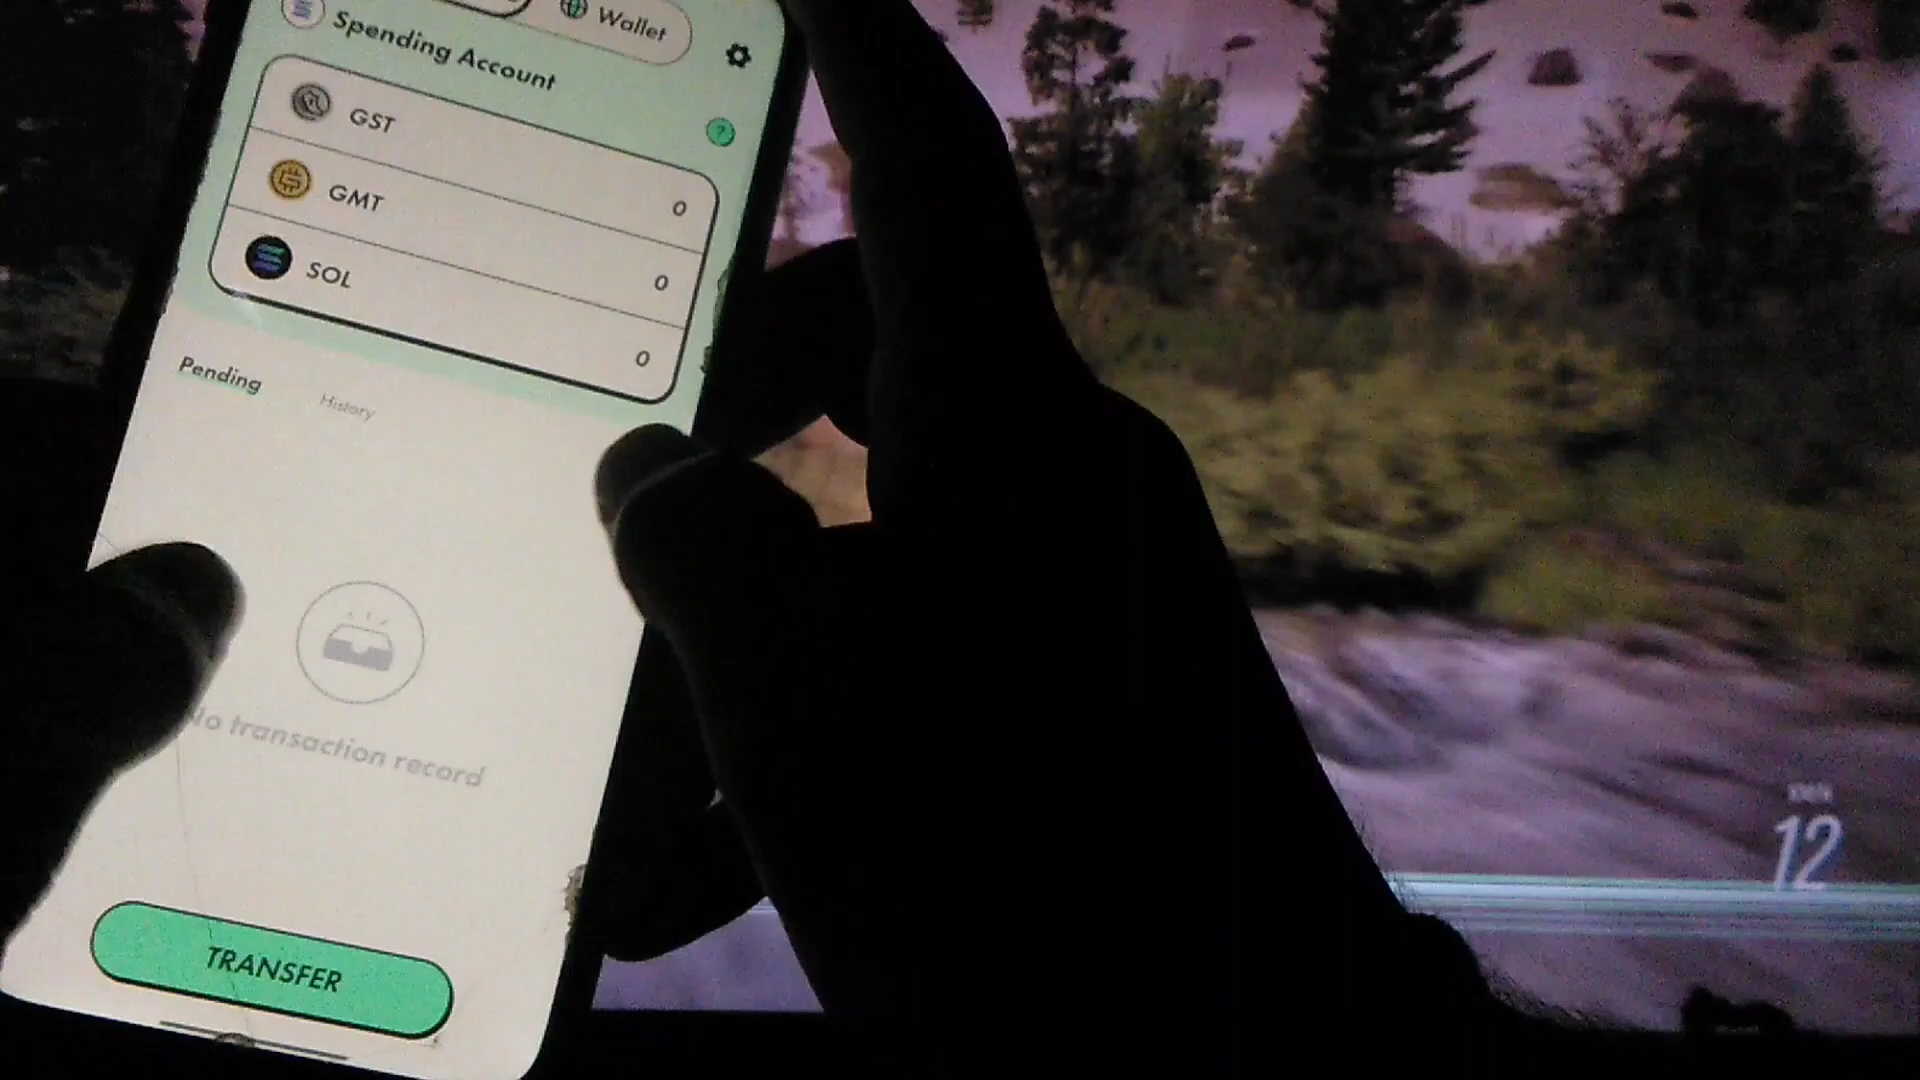 Wallet
Spending Account
GST 0
GMT 0
SOL 0
Pending History
No transaction record
TRANSFER
12